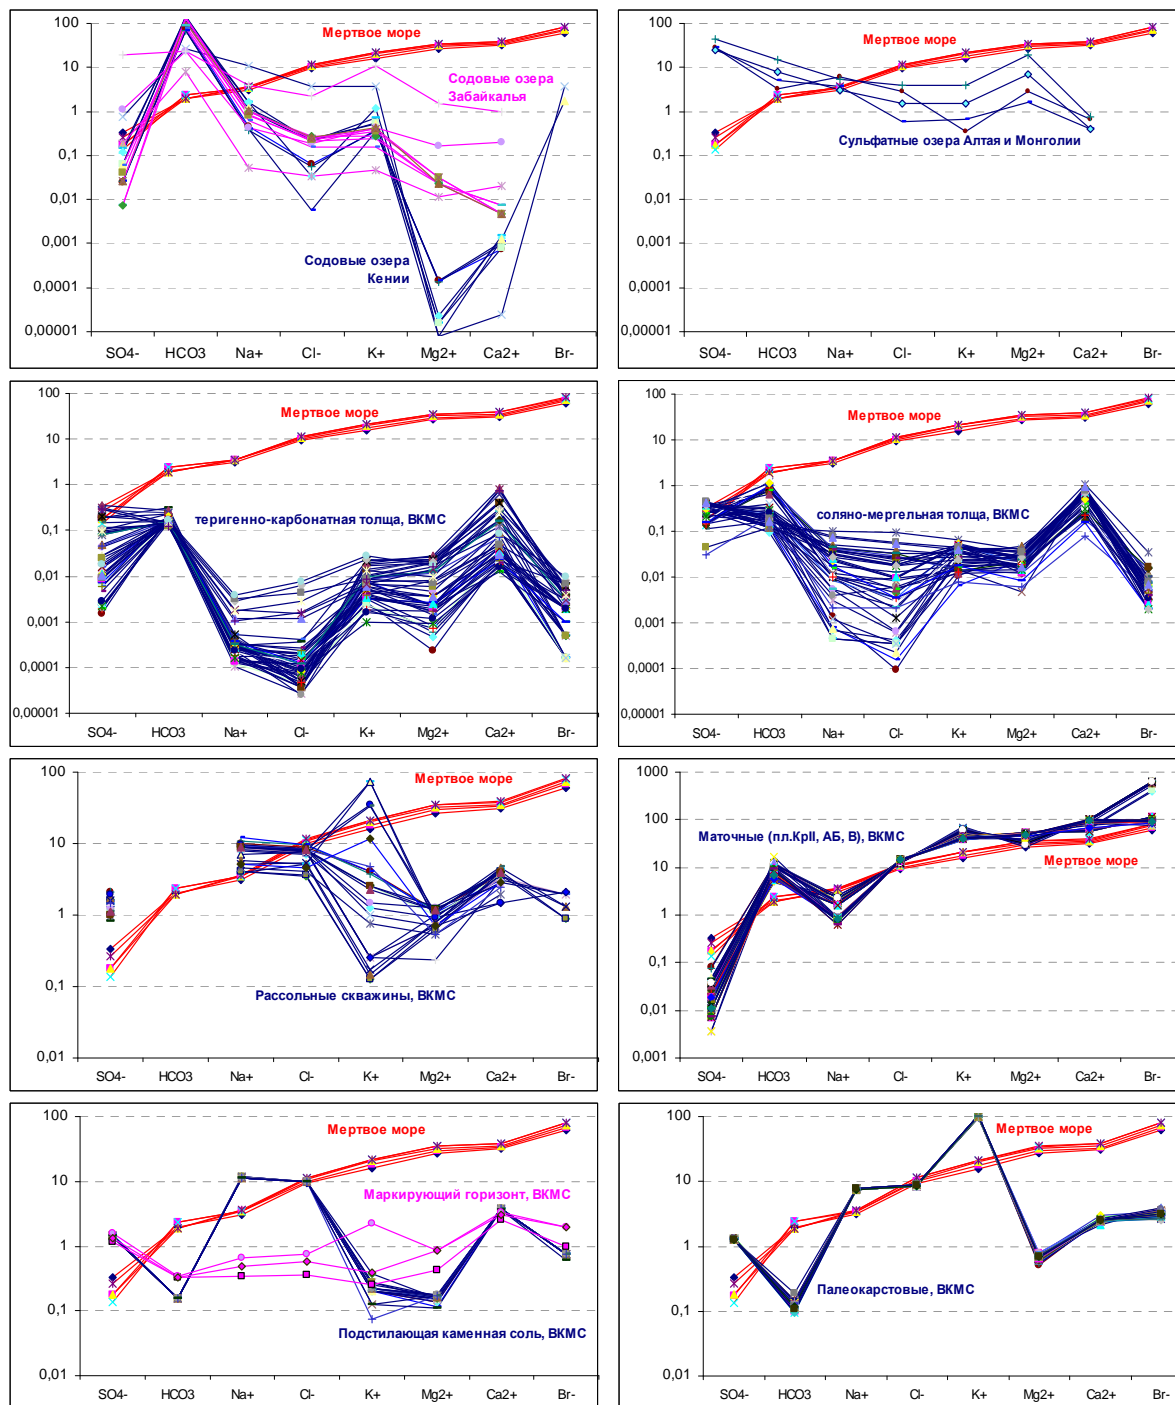 100
10
1
0,1
0,01
0,001
0,0001
0,00001
Мертвое море
Содовые озера
Забайкалья
Содовые озера
Кении
SO4- HCO3 Na+ Cl- K+ Mg2+ Ca2+ Br-
100
10
1
0,1
0,01
0,001
0,0001
0,00001
Мертвое море
Сульфатные озера Алтая и Монголии
SO4- HCO3 Na+ Cl- K+ Mg2+ Ca2+ Br-
100
10
1
0,1
0,01
0,001
0,0001
0,00001
Мертвое море
теригенно-карбонатная толща, ВКМС
SO4- HCO3 Na+ Cl- K+ Mg2+ Ca2+ Br-
100
10
1
0,1
0,01
0,001
0,0001
0,00001
Мертвое море
соляно-мергельная толща, ВКМС
SO4- HCO3 Na+ Cl- K+ Mg2+ Ca2+ Br-
100
10
1
0,1
0,01
Мертвое море
Рассольные скважины, ВКМС
SO4- HCO3 Na+ Cl- K+ Mg2+ Ca2+ Br-
1000
100
10
1
0,1
0,01
0,001
Маточные (пл.КрII, АБ, В), ВКМС
Мертвое море
SO4- HCO3 Na+ Cl- K+ Mg2+ Ca2+ Br-
100
10
1
0,1
0,01
Мертвое море
Маркирующий горизонт, ВКМС
Подстилающая каменная соль, ВКМС
SO4- HCO3 Na+ Cl- K+ Mg2+ Ca2+ Br-
100
10
1
0,1
0,01
Мертвое море
Палеокарстовые, ВКМС
SO4- HCO3 Na+ Cl- K+ Mg2+ Ca2+ Br-